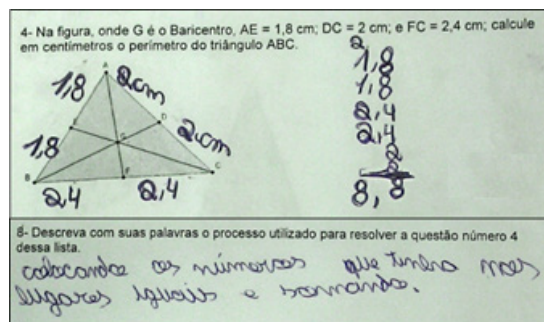 4- Na figura, onde G é o Baricentro, AE = 1,8 cm; DC = 2 cm; e FC = 2,4 cm; calcule
em centímetros o perímetro do triângulo ABC.
A
1,8
2cm
D
1,8
G
2cm
B
F
C
2,4
2,4
2
1,8
1,8
2,4
2,4
2
2
8,8
8- Descreva com suas palavras o processo utilizado para resolver a questão número 4
dessa lista.
colocando os números que tinha nos
lugares iguais e somando.